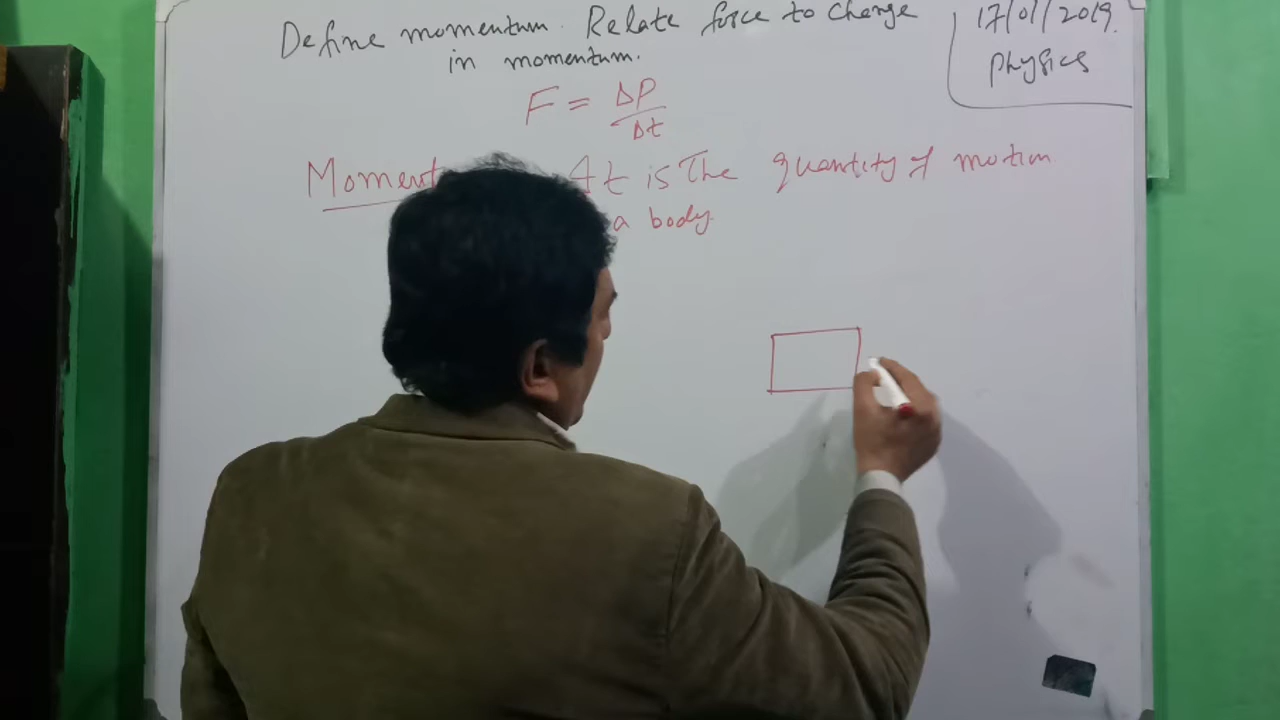 Define momentum. Relate force to change
in momentum.
17/01/2019.
physics
F = ΔP/Δt
Moment It is The quantity of motion
a body.